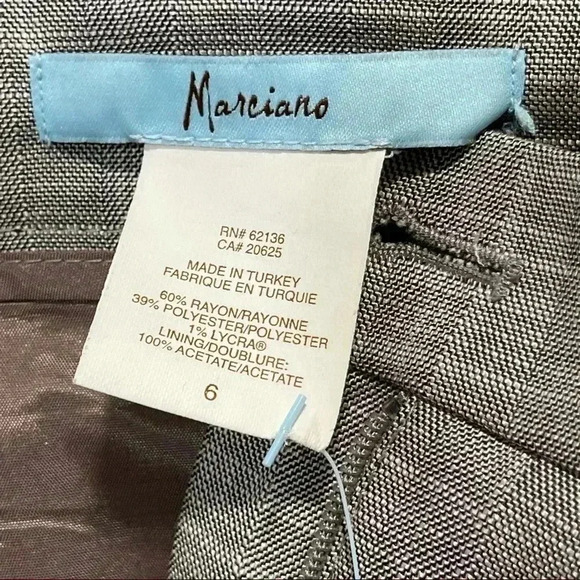 Marciano
RN# 62136
CA# 20625
MADE IN TURKEY
FABRIQUE EN TURQUIE
60% RAYON/RAYONNE
39% POLYESTER/POLYESTER
1% LYCRA®
LINING/DOUBLURE:
100% ACETATE/ACETATE
6